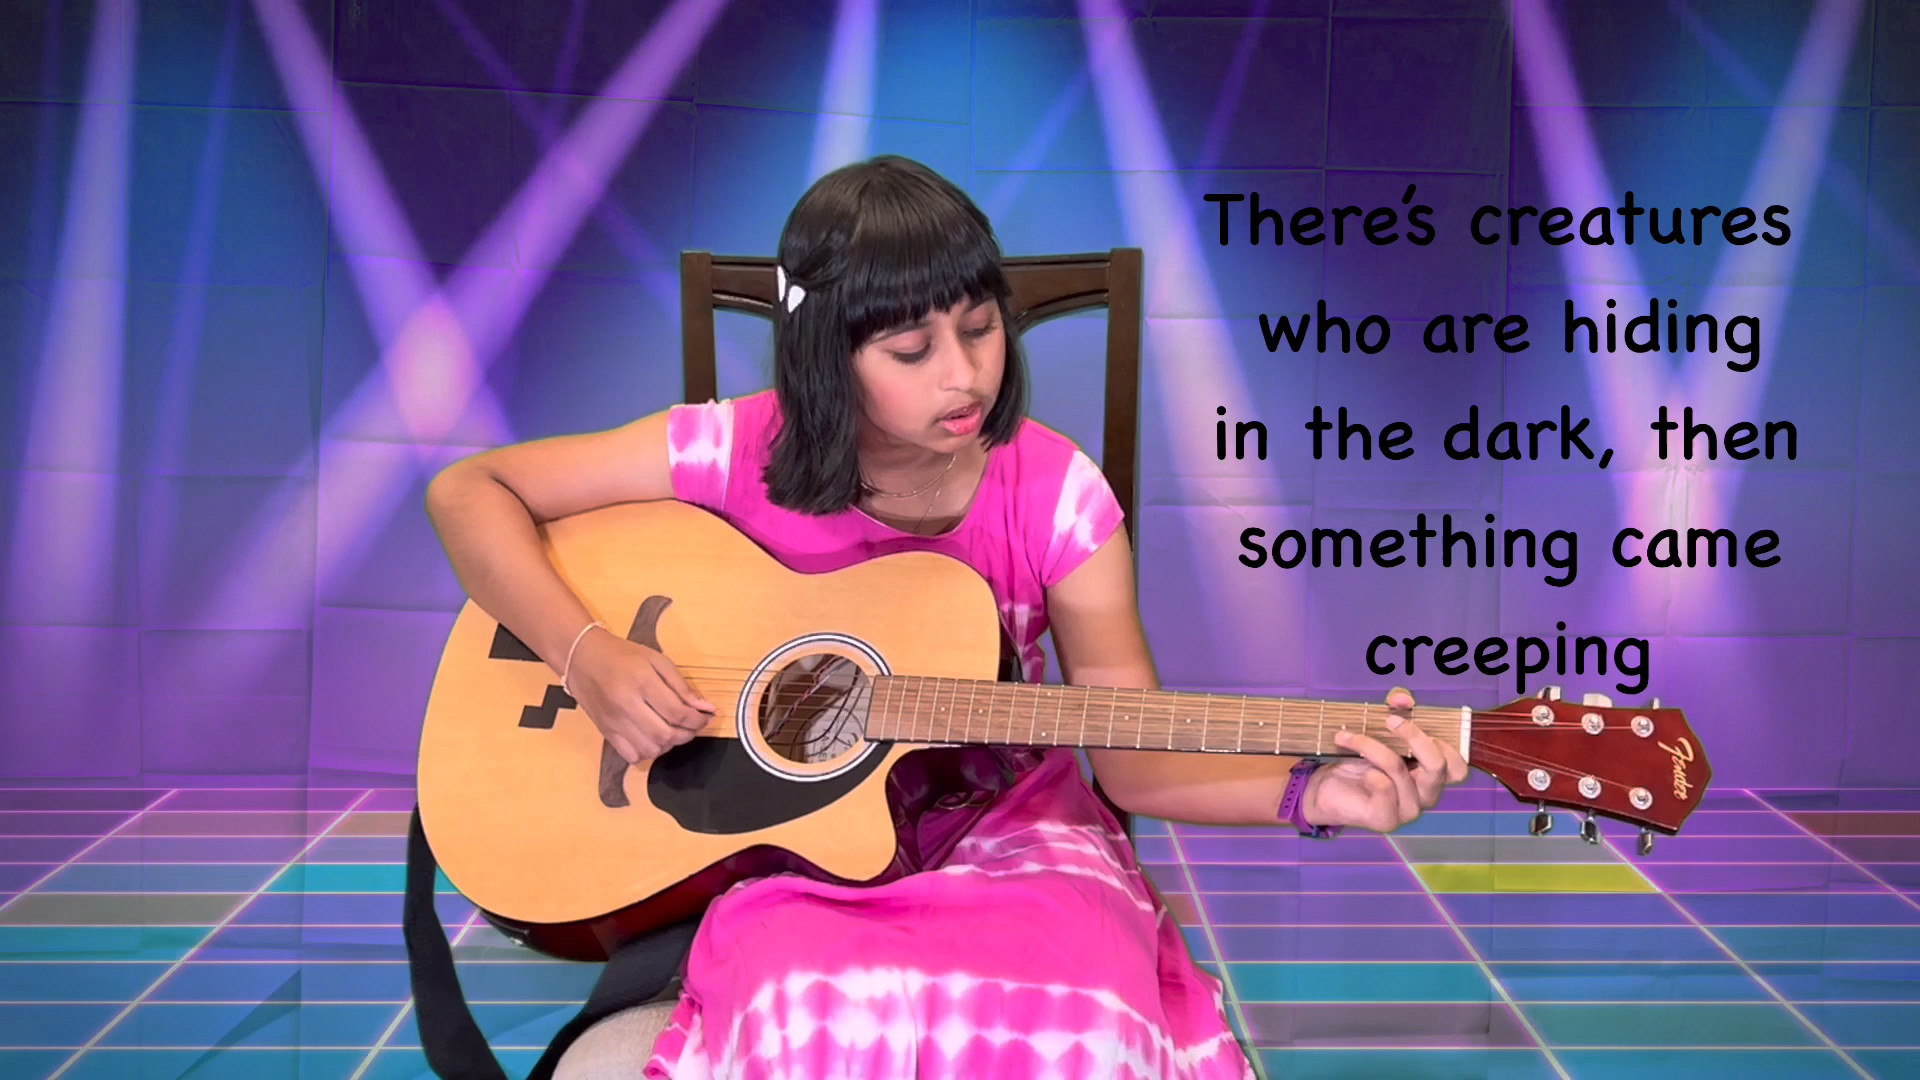 There's creatures
who are hiding
in the dark, then
something came
creeping
Fender